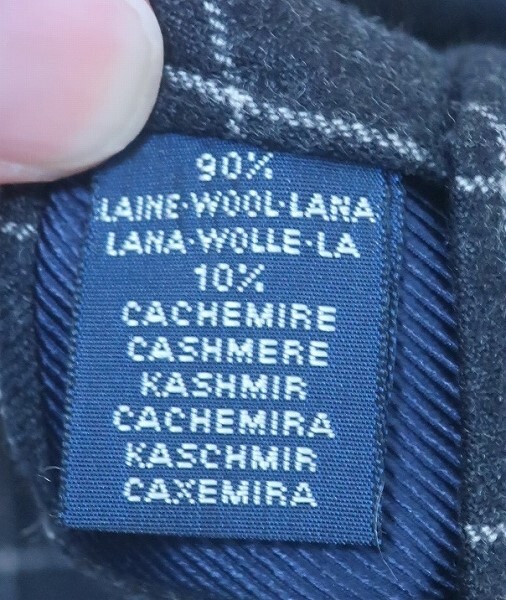 90%
LAINE·WOOL·LANA
LANA·WOLLE·LA
10%
CACHEMIRE
CASHMERE
KASHMIR
CACHEMIRA
KASCHMIR
CAXEMIRA